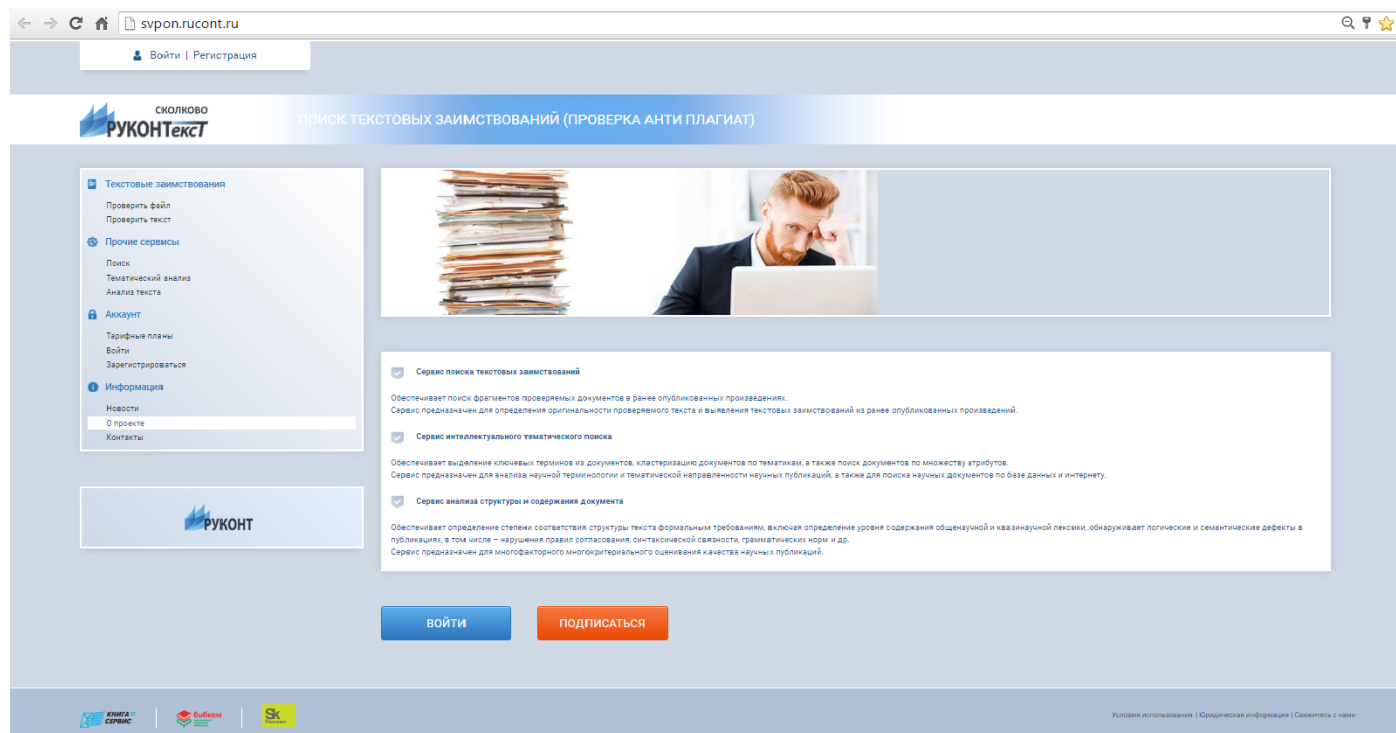 svpon.rucont.ru
Войти | Регистрация
СКОЛКОВО
РУКОНТекст
ПОИСК ТЕКСТОВЫХ ЗАИМСТВОВАНИЙ (ПРОВЕРКА АНТИ ПЛАГИАТ)
Текстовые заимствования
Проверить файл
Проверить текст
Прочие сервисы
Поиск
Тематический анализ
Анализ текста
Аккаунт
Тарифные планы
Войти
Зарегистрироваться
Информация
Новости
О проекте
Контакты
РУКОНТ
Сервис поиска текстовых заимствований
Обеспечивает поиск фрагментов проверяемых документов в ранее опубликованных произведениях.
Сервис предназначен для определения оригинальности проверяемого текста и выявления текстовых заимствований из ранее опубликованных произведений.
Сервис интеллектуального тематического поиска
Обеспечивает выделение ключевых терминов из документов, кластеризацию документов по тематикам, а также поиск документов по множеству атрибутов.
Сервис предназначен для анализа научной терминологии и тематической направленности научных публикаций, а также для поиска научных документов по базе данных и интернету.
Сервис анализа структуры и содержания документа
Обеспечивает определение степени соответствия структуры текста формальным требованиям, включая определение уровня содержания общенаучной и квазинаучной лексики, обнаруживает логические и семантические дефекты в
публикациях, в том числе – нарушения правил согласования, синтаксической связности, грамматических норм и др.
Сервис предназначен для многофакторного многокритериального оценивания качества научных публикаций.
ВОЙТИ
ПОДПИСАТЬСЯ
КНИГА
СЕРВИС
бибком
Sk
Условия использования | Юридическая информация | Свяжитесь с нами